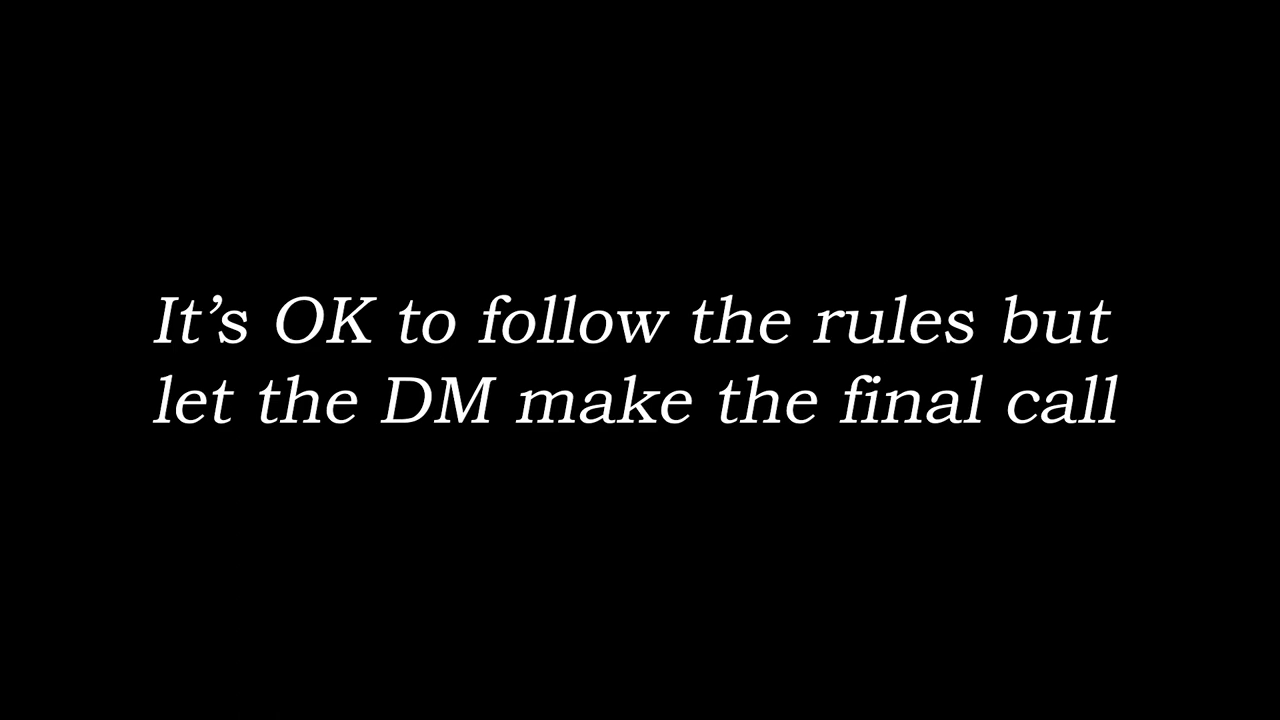 It’s OK to follow the rules but
let the DM make the final call